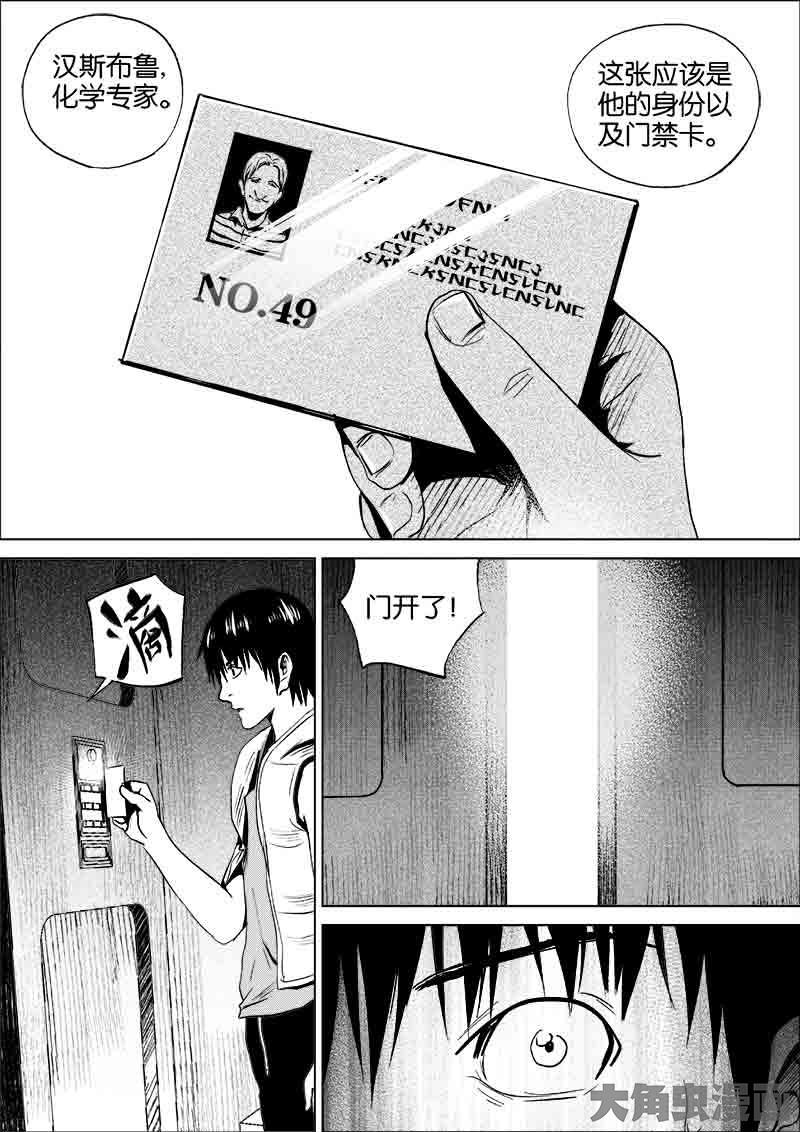 汉斯布鲁，
化学专家。
这张应该是
他的身份以
及门禁卡。
NO.49
滴
门开了！
大角虫漫画